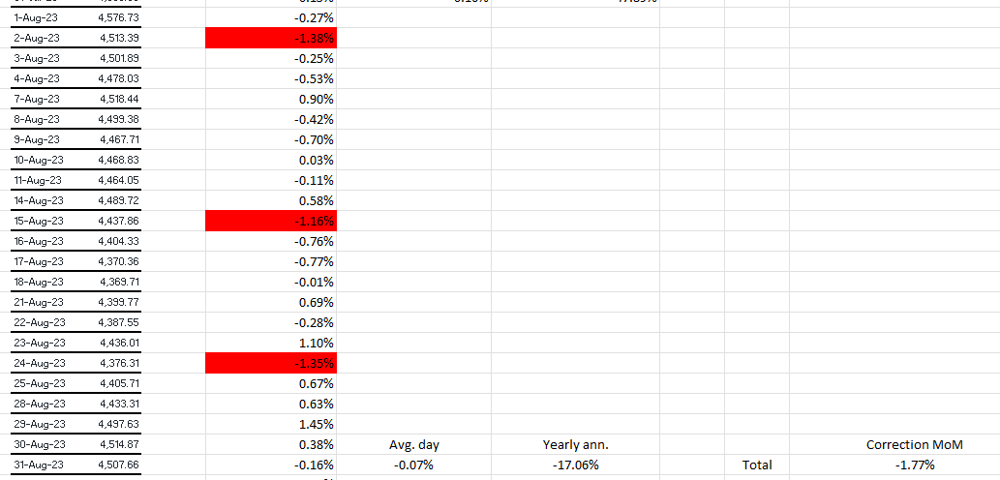 1-Aug-23 4,576.73 -0.27%
2-Aug-23 4,513.39 -1.38%
3-Aug-23 4,501.89 -0.25%
4-Aug-23 4,478.03 -0.53%
7-Aug-23 4,518.44 0.90%
8-Aug-23 4,499.38 -0.42%
9-Aug-23 4,467.71 -0.70%
10-Aug-23 4,468.83 0.03%
11-Aug-23 4,464.05 -0.11%
14-Aug-23 4,489.72 0.58%
15-Aug-23 4,437.86 -1.16%
16-Aug-23 4,404.33 -0.76%
17-Aug-23 4,370.36 -0.77%
18-Aug-23 4,369.71 -0.01%
21-Aug-23 4,399.77 0.69%
22-Aug-23 4,387.55 -0.28%
23-Aug-23 4,436.01 1.10%
24-Aug-23 4,376.31 -1.35%
25-Aug-23 4,405.71 0.67%
28-Aug-23 4,433.31 0.63%
29-Aug-23 4,497.63 1.45%
30-Aug-23 4,514.87 0.38% Avg. day Yearly ann. Correction MoM
31-Aug-23 4,507.66 -0.16% -0.07% -17.06% Total -1.77%